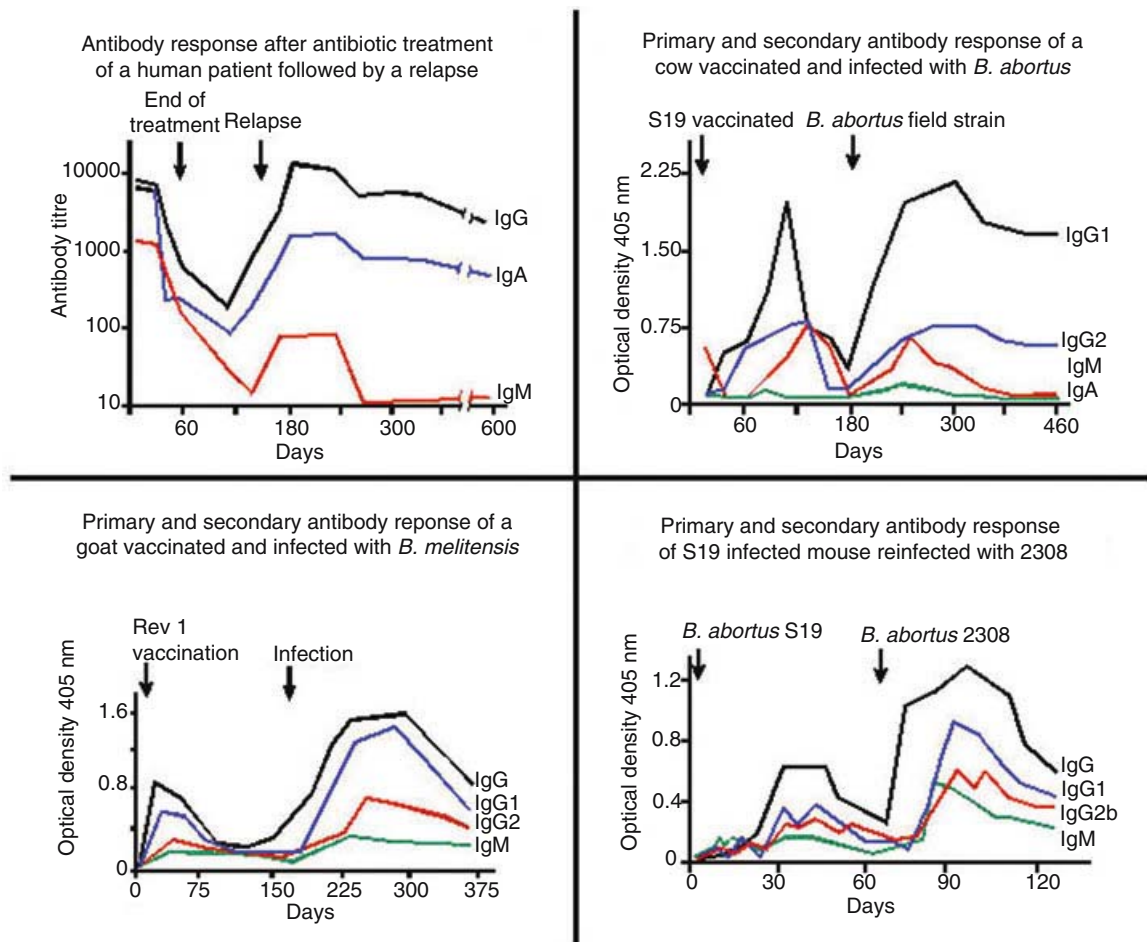 Antibody response after antibiotic treatment
of a human patient followed by a relapse
End of
treatment Relapse
10000
1000
100
10
Antibody titre
IgG
IgA
IgM
60 180 300 600
Days
Primary and secondary antibody response of a
cow vaccinated and infected with B. abortus
S19 vaccinated B. abortus field strain
2.25
1.50
0.75
0
Optical density 405 nm
IgG1
IgG2
IgM
IgA
60 180 300 460
Days
Primary and secondary antibody reponse of a
goat vaccinated and infected with B. melitensis
Rev 1
vaccination Infection
1.6
0.8
0
Optical density 405 nm
IgG
IgG1
IgG2
IgM
0 75 150 225 300 375
Days
Primary and secondary antibody response
of S19 infected mouse reinfected with 2308
B. abortus S19 B. abortus 2308
1.2
0.8
0.4
0
Optical density 405 nm
IgG
IgG1
IgG2b
IgM
0 30 60 90 120
Days